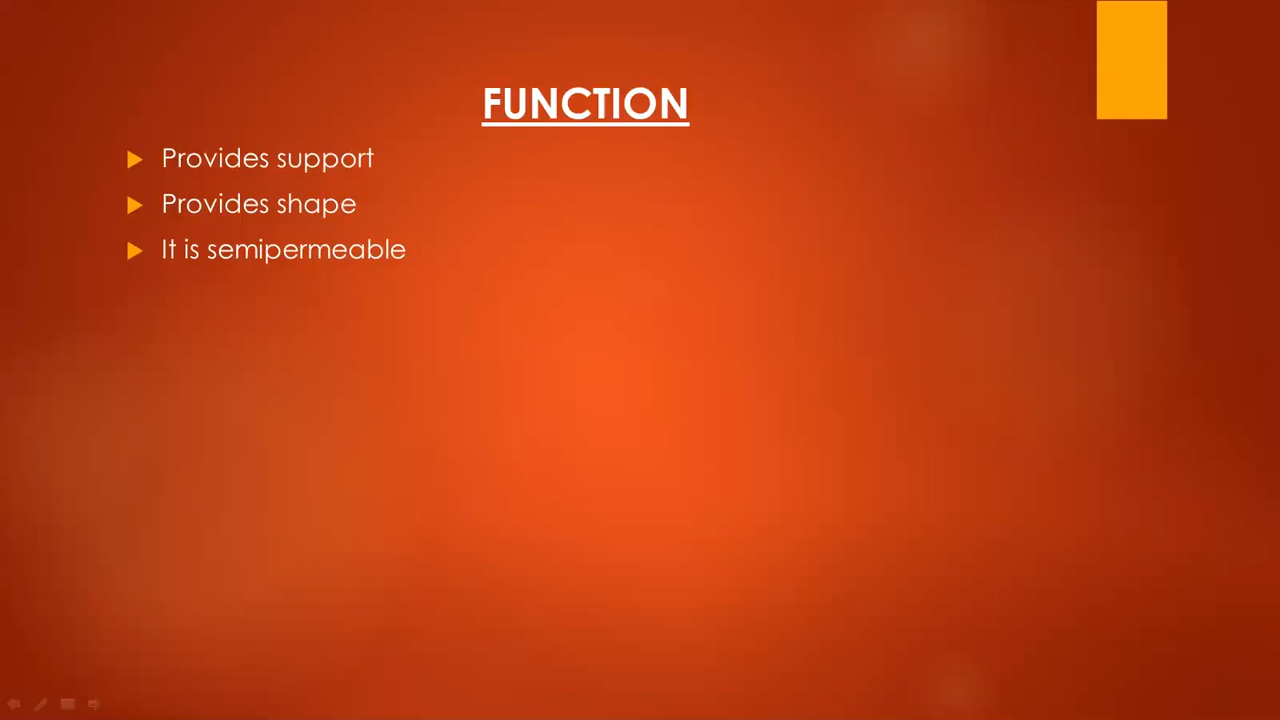 FUNCTION
Provides support
Provides shape
It is semipermeable